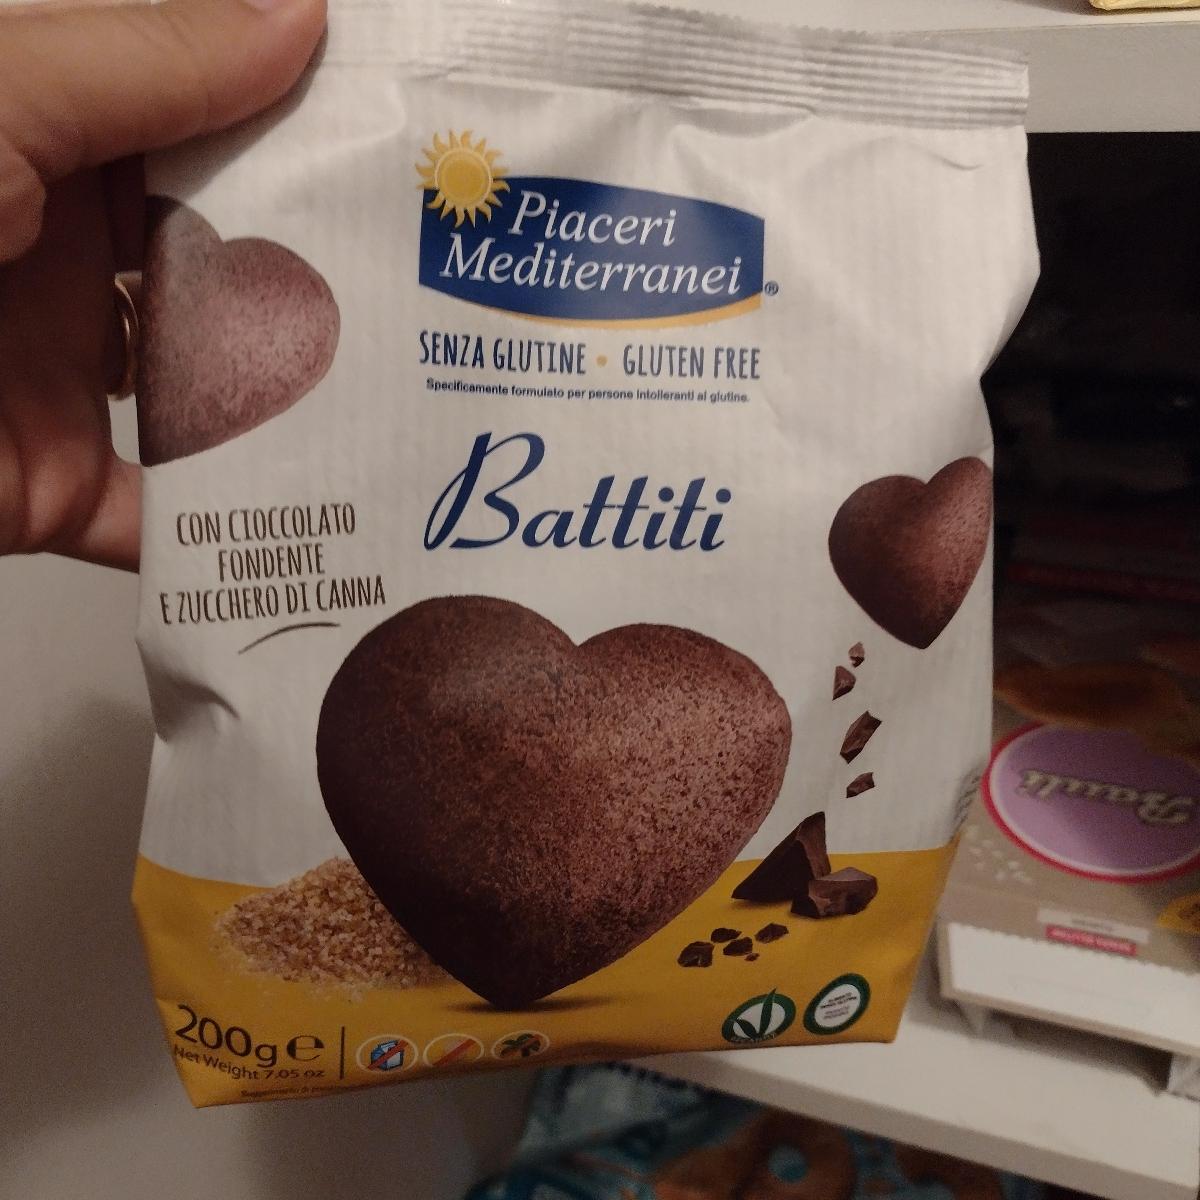 Piaceri
Mediterranei
®
SENZA GLUTINE • GLUTEN FREE
Specificamente formulato per persone intolleranti al glutine.
Battiti
CON CIOCCOLATO
FONDENTE
E ZUCCHERO DI CANNA
200g e
Net Weight 7.05 oz
Bauli